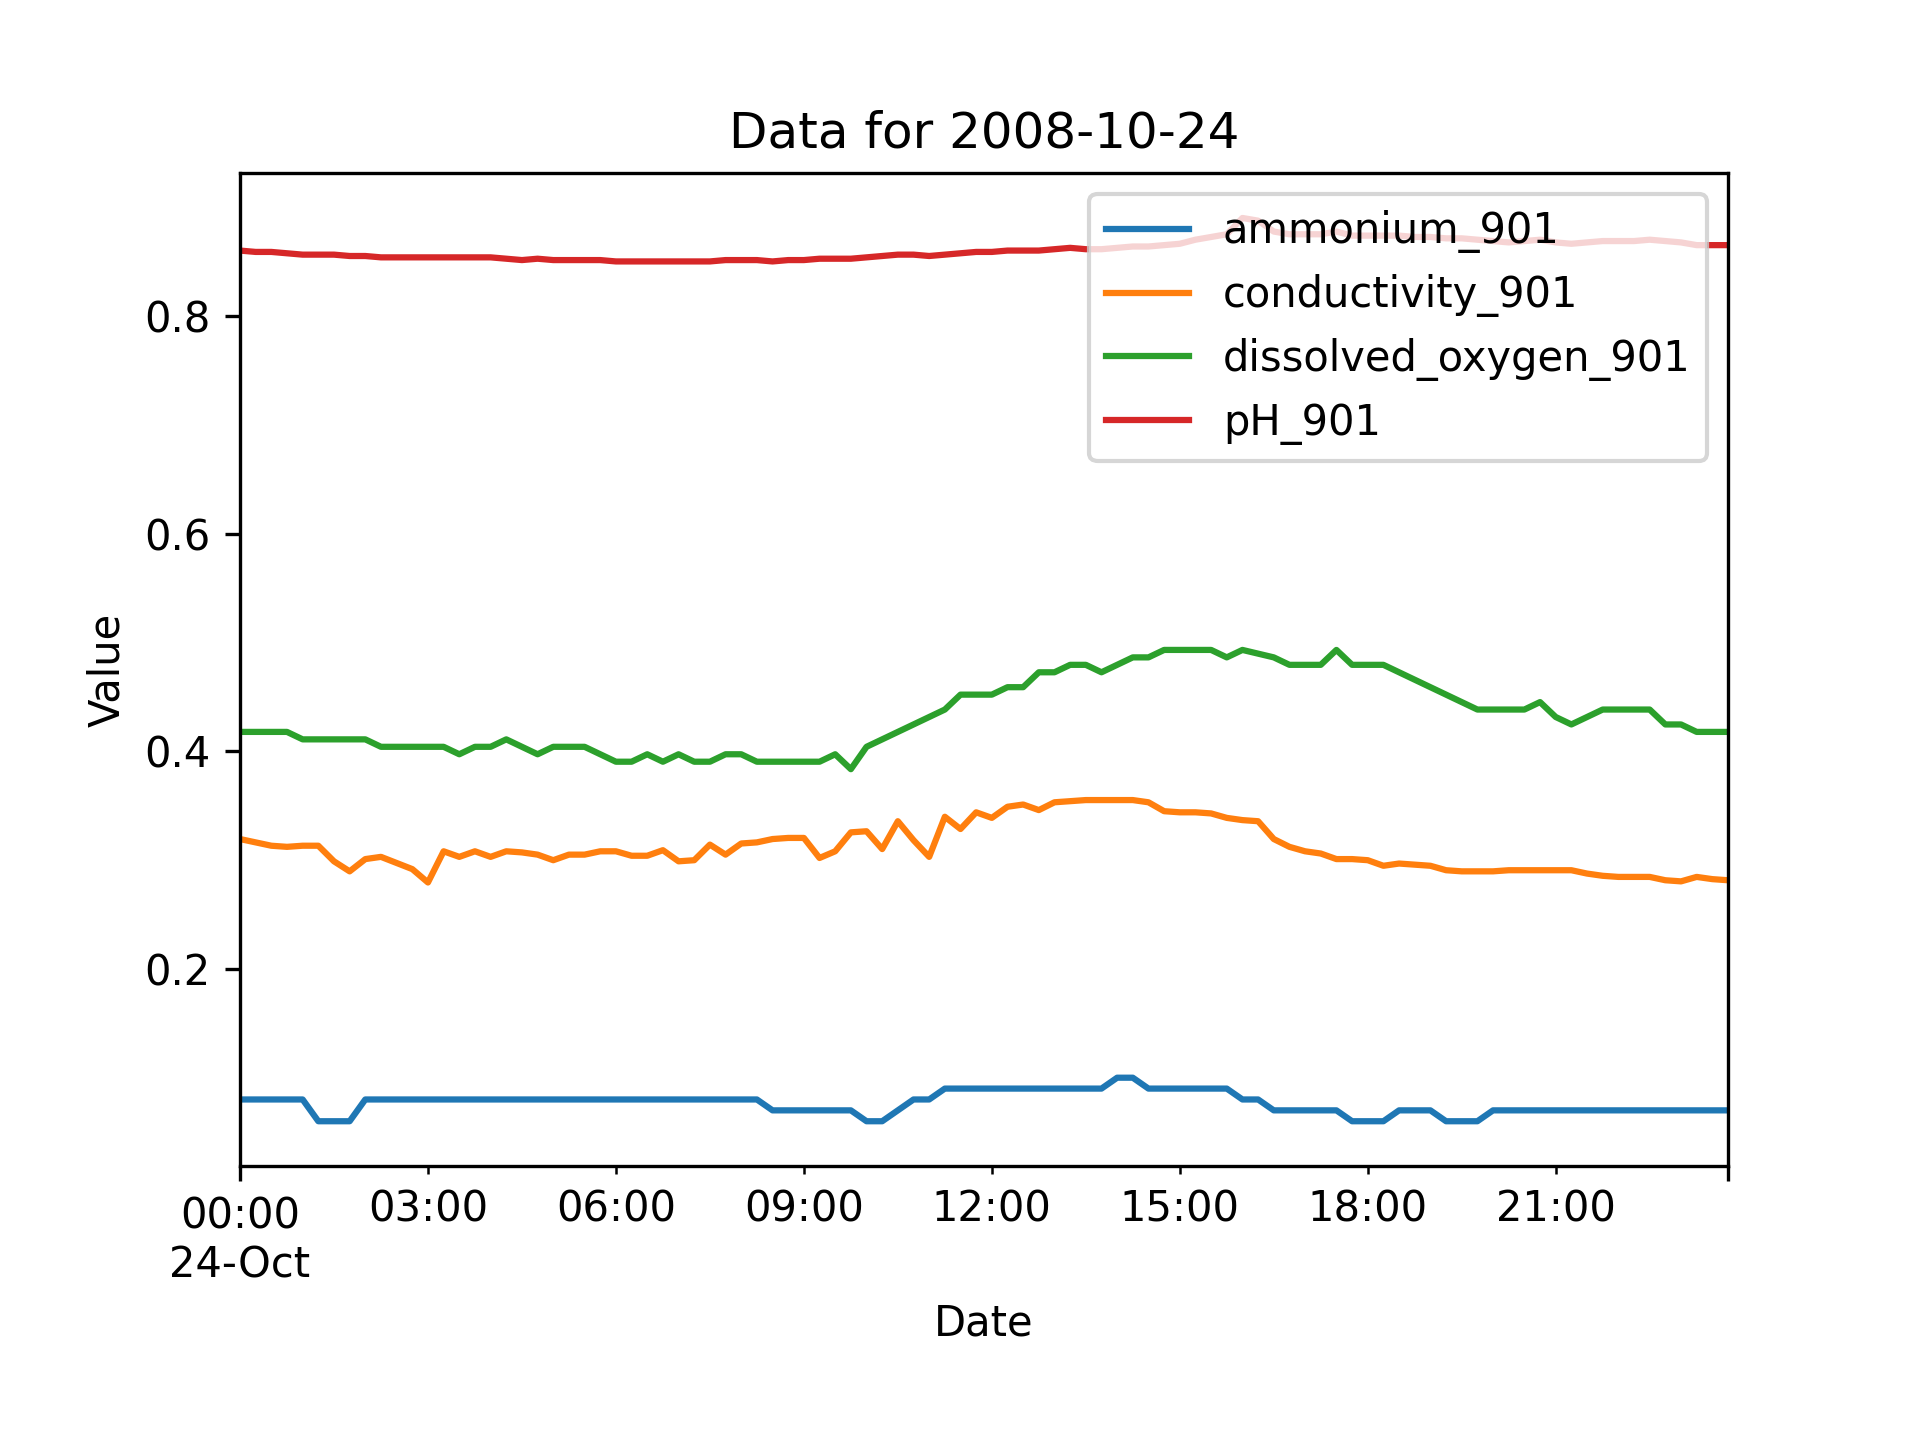 Data for 2008-10-24
ammonium_901
conductivity_901
dissolved_oxygen_901
pH_901
0.8
0.6
0.4
0.2
Value
00:00 03:00 06:00 09:00 12:00 15:00 18:00 21:00
24-Oct
Date